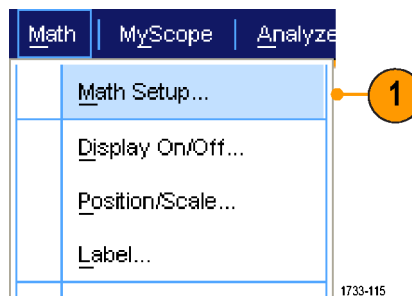 Math MyScope Analyze
Math Setup... 1
Display On/Off...
Position/Scale...
Label...
1733-115